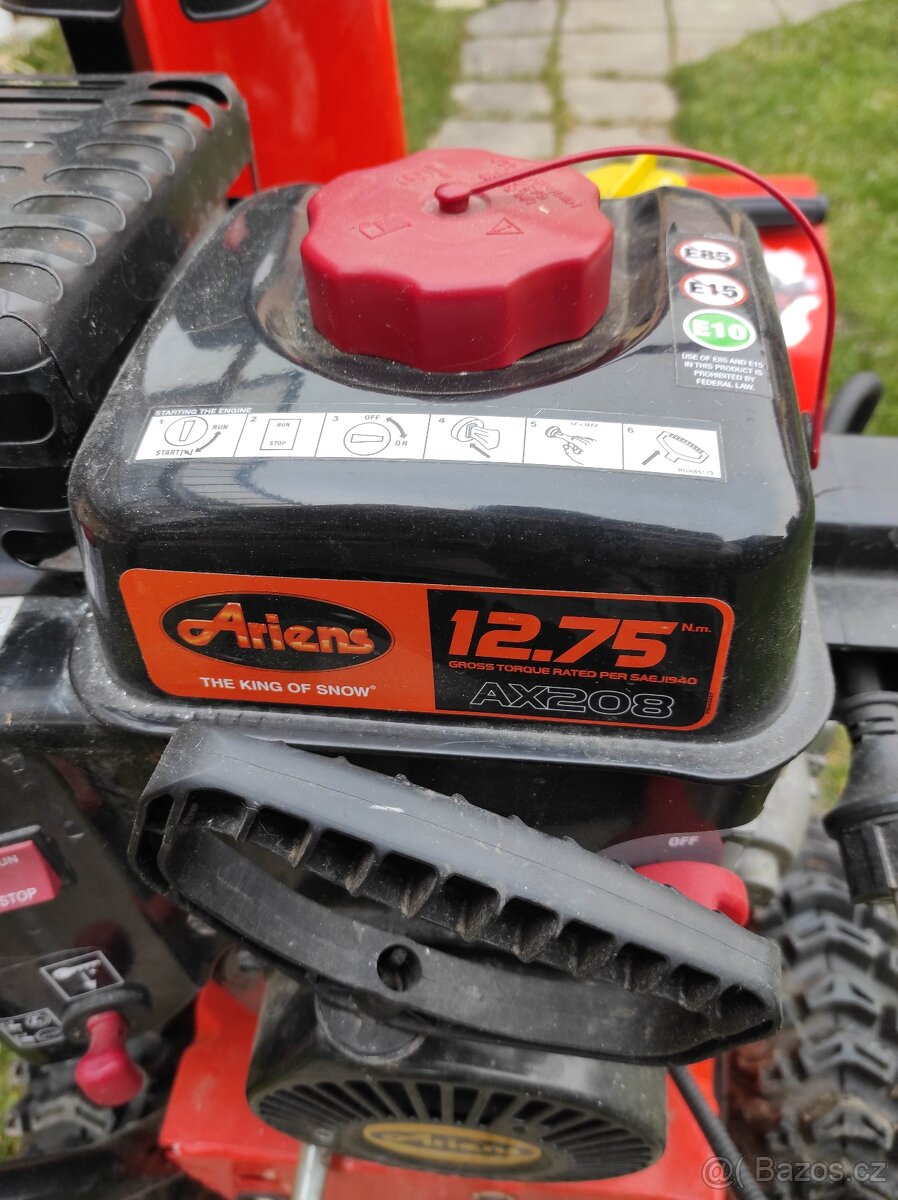 E85
E15
E10
USE OF E85 AND E15
IN THIS PRODUCT IS
PROHIBITED BY
FEDERAL LAW.
STARTING THE ENGINE
1 RUN START
2 RUN STOP
3 OFF ON
4
5 3X - MAX
6
Ariens
THE KING OF SNOW®
12.75 N.m.
GROSS TORQUE RATED PER SAEJ1940
AX208
OFF
RUN
STOP
Ariens
Bazos.cz